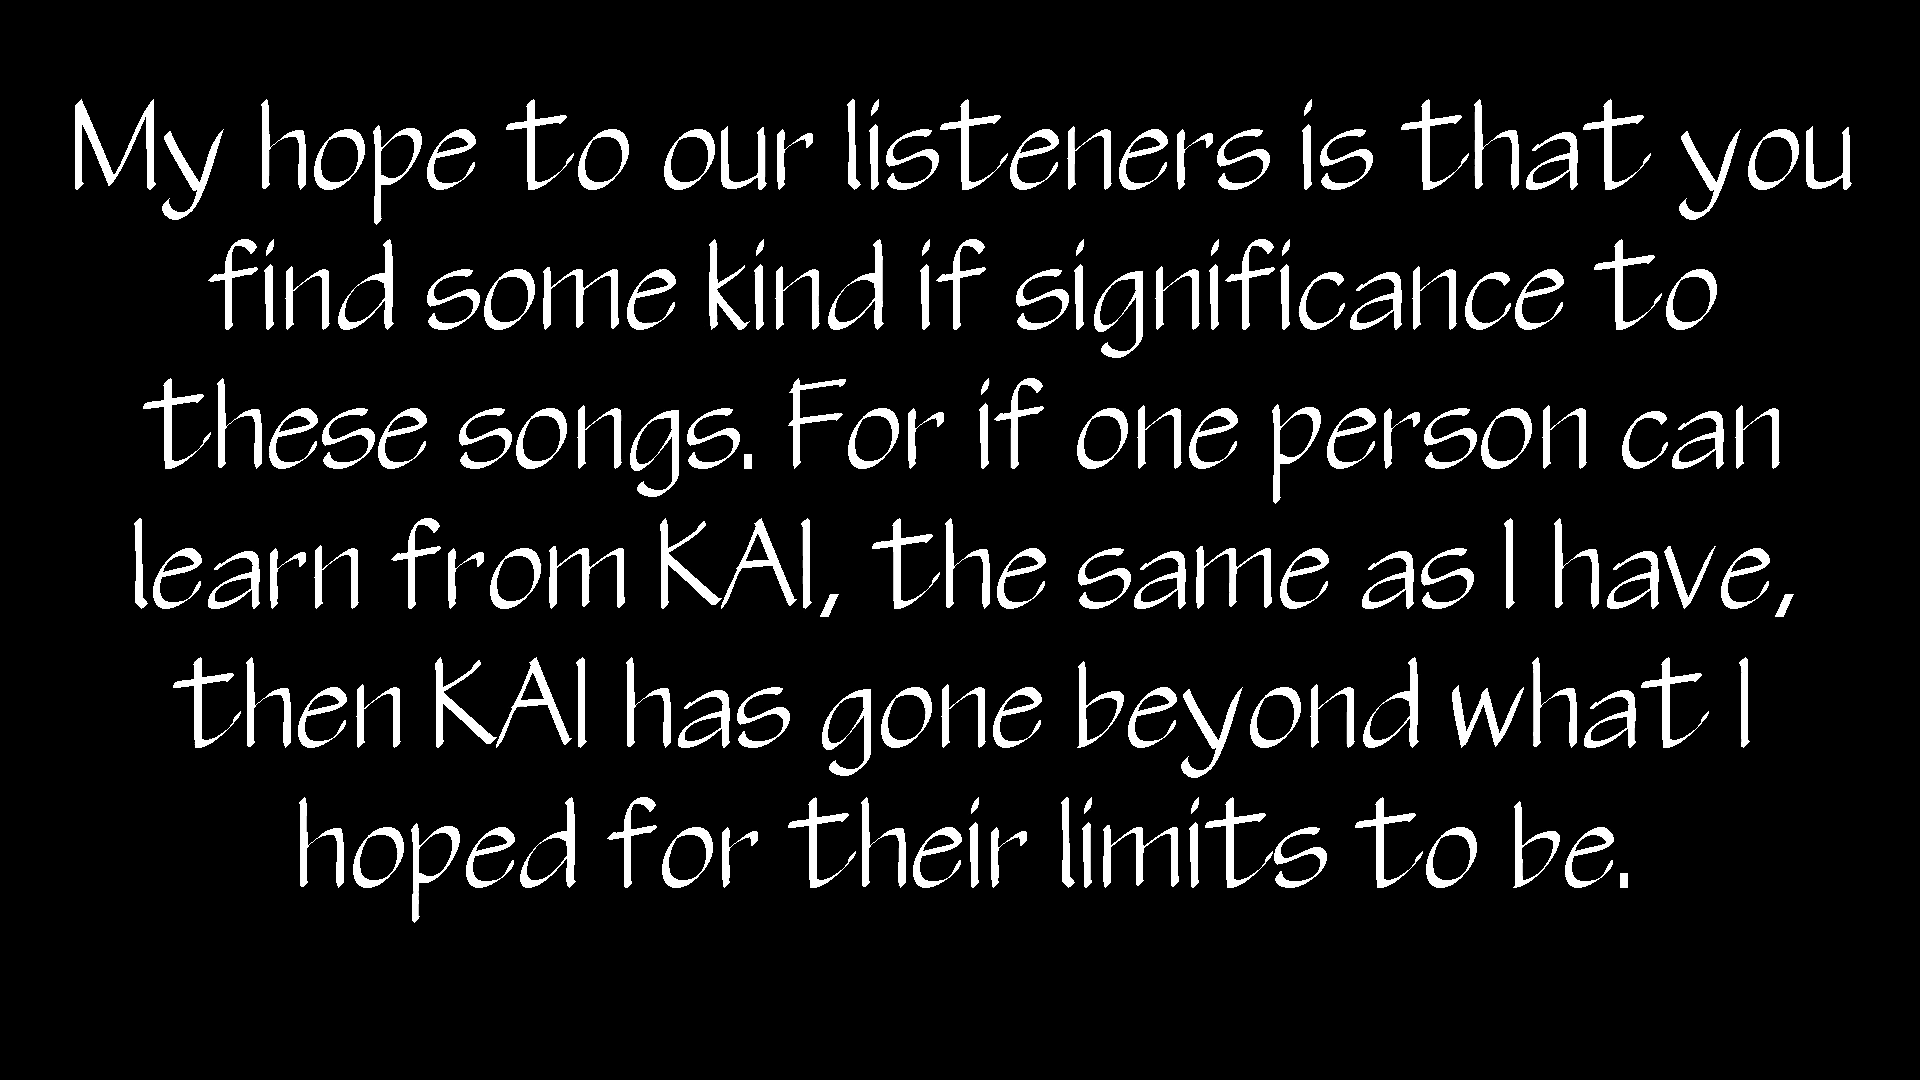 My hope to our listeners is that you
find some kind if significance to
these songs. For if one person can
learn from KAI, the same as I have,
then KAI has gone beyond what I
hoped for their limits to be.